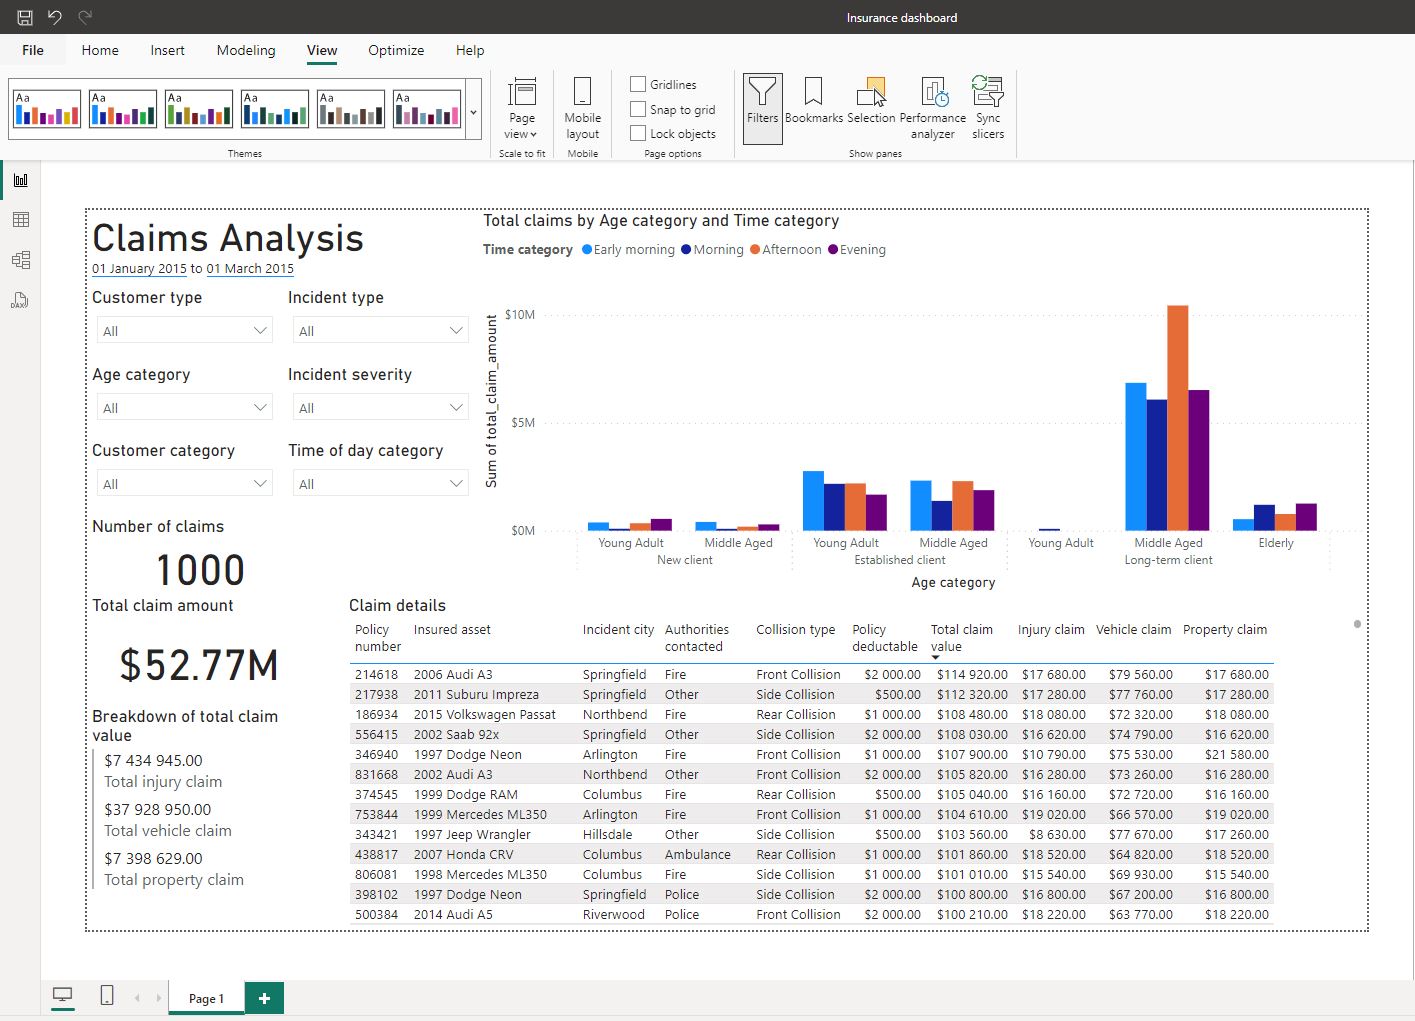 Insurance dashboard
File Home Insert Modeling View Optimize Help
Aa Aa Aa Aa Aa Aa
Themes
Page view
Scale to fit
Mobile layout
Mobile
Gridlines
Snap to grid
Lock objects
Page options
Filters
Bookmarks
Selection
Performance analyzer
Sync slicers
Show panes
DAX
Claims Analysis
01 January 2015 to 01 March 2015
Customer type
All
Incident type
All
Age category
All
Incident severity
All
Customer category
All
Time of day category
All
Number of claims
1000
Total claim amount
$52.77M
Breakdown of total claim
value
$7 434 945.00
Total injury claim
$37 928 950.00
Total vehicle claim
$7 398 629.00
Total property claim
Total claims by Age category and Time category
Time category Early morning Morning Afternoon Evening
Sum of total_claim_amount
$10M
$5M
$0M
Young Adult Middle Aged Young Adult Middle Aged Young Adult Middle Aged Elderly
New client Established client Long-term client
Age category
Claim details
Policy number Insured asset Incident city Authorities contacted Collision type Policy deductable Total claim value Injury claim Vehicle claim Property claim
214618 2006 Audi A3 Springfield Fire Front Collision $2 000.00 $114 920.00 $17 680.00 $79 560.00 $17 680.00
217938 2011 Suburu Impreza Springfield Other Side Collision $500.00 $112 320.00 $17 280.00 $77 760.00 $17 280.00
186934 2015 Volkswagen Passat Northbend Fire Rear Collision $1 000.00 $108 480.00 $18 080.00 $72 320.00 $18 080.00
556415 2002 Saab 92x Springfield Other Side Collision $2 000.00 $108 030.00 $16 620.00 $74 790.00 $16 620.00
346940 1997 Dodge Neon Arlington Fire Front Collision $1 000.00 $107 900.00 $10 790.00 $75 530.00 $21 580.00
831668 2002 Audi A3 Northbend Other Front Collision $2 000.00 $105 820.00 $16 280.00 $73 260.00 $16 280.00
374545 1999 Dodge RAM Columbus Fire Rear Collision $500.00 $105 040.00 $16 160.00 $72 720.00 $16 160.00
753844 1999 Mercedes ML350 Arlington Fire Front Collision $1 000.00 $104 610.00 $19 020.00 $66 570.00 $19 020.00
343421 1997 Jeep Wrangler Hillsdale Other Side Collision $500.00 $103 560.00 $8 630.00 $77 670.00 $17 260.00
438817 2007 Honda CRV Columbus Ambulance Rear Collision $1 000.00 $101 860.00 $18 520.00 $64 820.00 $18 520.00
806081 1998 Mercedes ML350 Columbus Fire Side Collision $1 000.00 $101 010.00 $15 540.00 $69 930.00 $15 540.00
398102 1997 Dodge Neon Springfield Police Side Collision $2 000.00 $100 800.00 $16 800.00 $67 200.00 $16 800.00
500384 2014 Audi A5 Riverwood Police Front Collision $2 000.00 $100 210.00 $18 220.00 $63 770.00 $18 220.00
Page 1